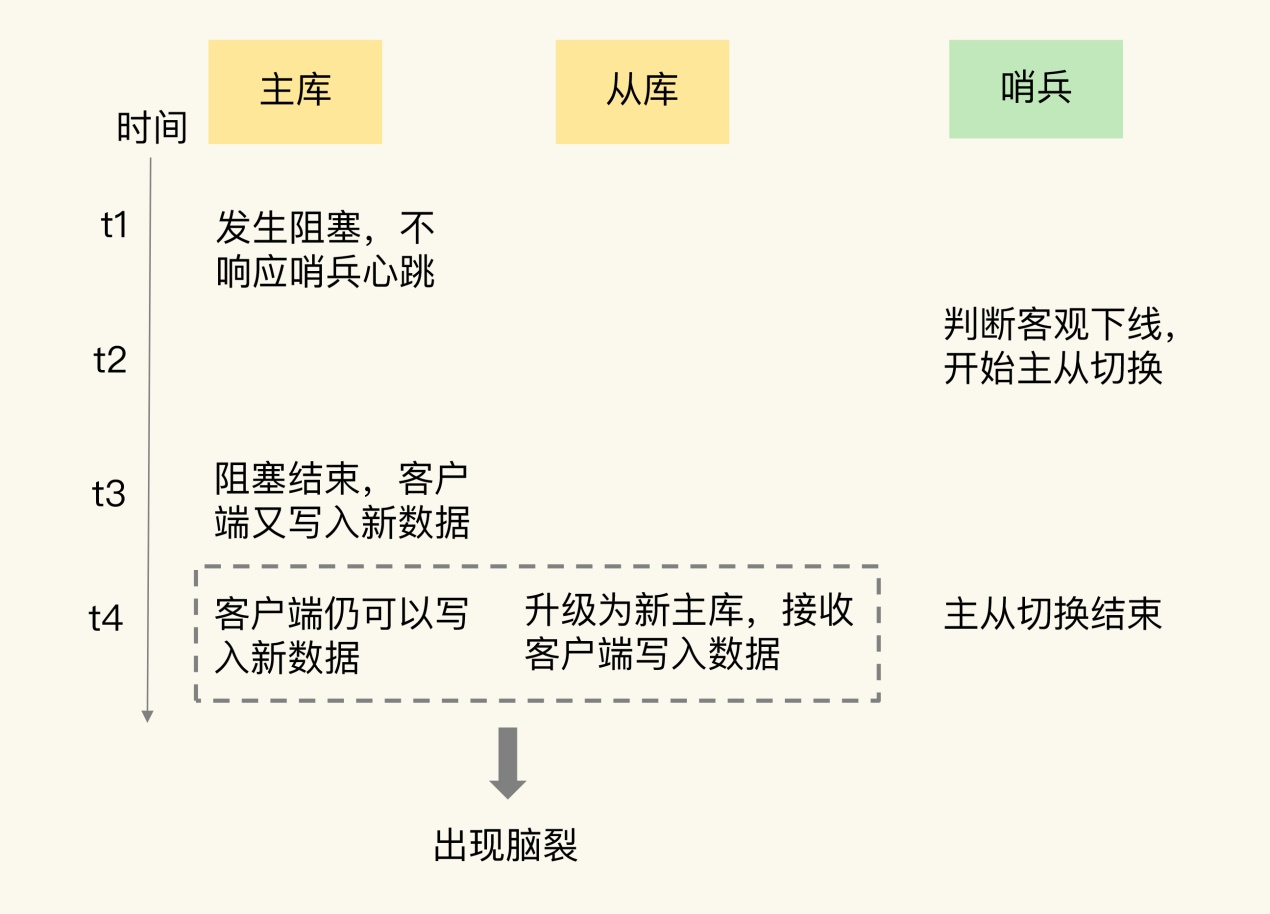 主库
从库
哨兵
时间
t1
发生阻塞，不
响应哨兵心跳
t2
判断客观下线，
开始主从切换
t3
阻塞结束，客户
端又写入新数据
t4
客户端仍可以写
入新数据
升级为新主库，接收
客户端写入数据
主从切换结束
出现脑裂